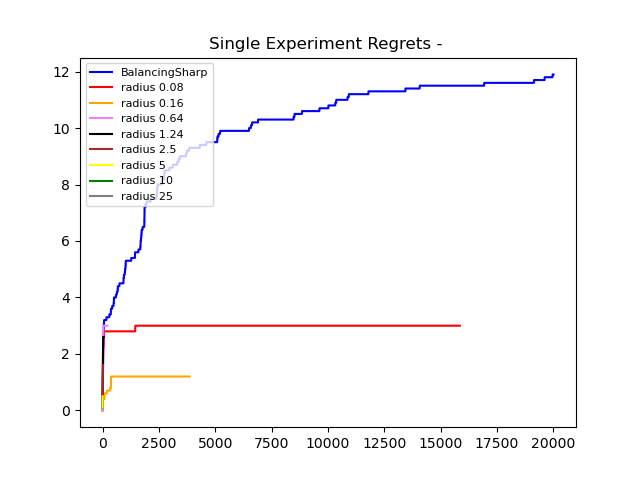 Single Experiment Regrets -
12
10
8
6
4
2
0
BalancingSharp
radius 0.08
radius 0.16
radius 0.64
radius 1.24
radius 2.5
radius 5
radius 10
radius 25
0 2500 5000 7500 10000 12500 15000 17500 20000